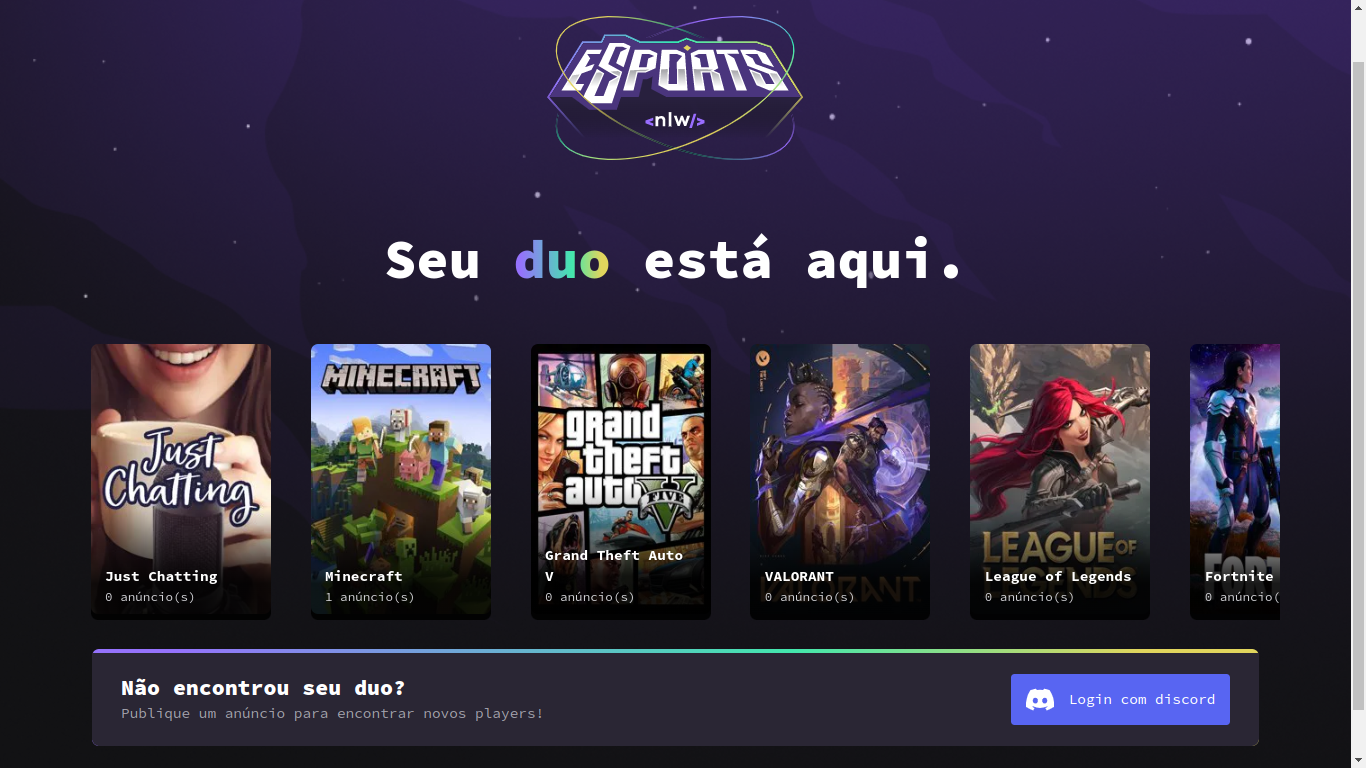 ESPORTS
<nlw/>
Seu duo está aqui.
Just
Chatting
Just Chatting
0 anúncio(s)
MINECRAFT
Minecraft
1 anúncio(s)
grand
theft
auto
FIVE
Grand Theft Auto
V
0 anúncio(s)
VALORANT
VALORANT
0 anúncio(s)
LEAGUE OF
LEGENDS
League of Legends
0 anúncio(s)
FORT
Fortnite
0 anúncio(
Não encontrou seu duo?
Publique um anúncio para encontrar novos players!
Login com discord